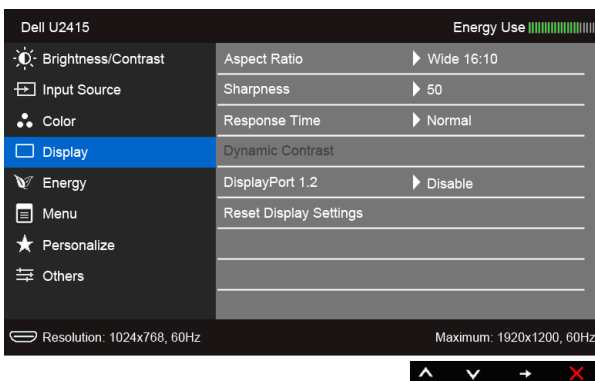 Dell U2415 Energy Use
Brightness/Contrast Aspect Ratio Wide 16:10
Input Source Sharpness 50
Color Response Time Normal
Display Dynamic Contrast
Energy DisplayPort 1.2 Disable
Menu Reset Display Settings
Personalize
Others
Resolution: 1024x768, 60Hz Maximum: 1920x1200, 60Hz